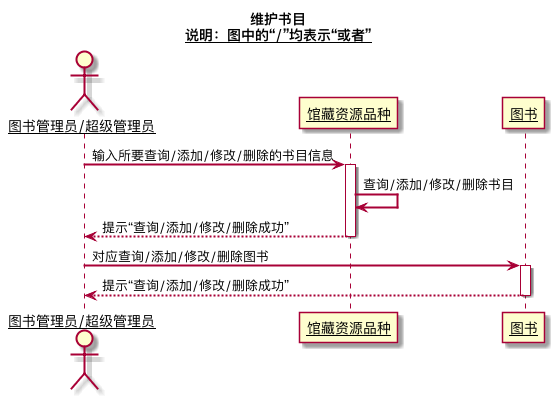 维护书目
说明：图中的“/”均表示“或者”
图书管理员/超级管理员
馆藏资源品种
图书
输入所要查询/添加/修改/删除的书目信息
查询/添加/修改/删除书目
提示“查询/添加/修改/删除成功”
对应查询/添加/修改/删除图书
提示“查询/添加/修改/删除成功”
图书管理员/超级管理员
馆藏资源品种
图书